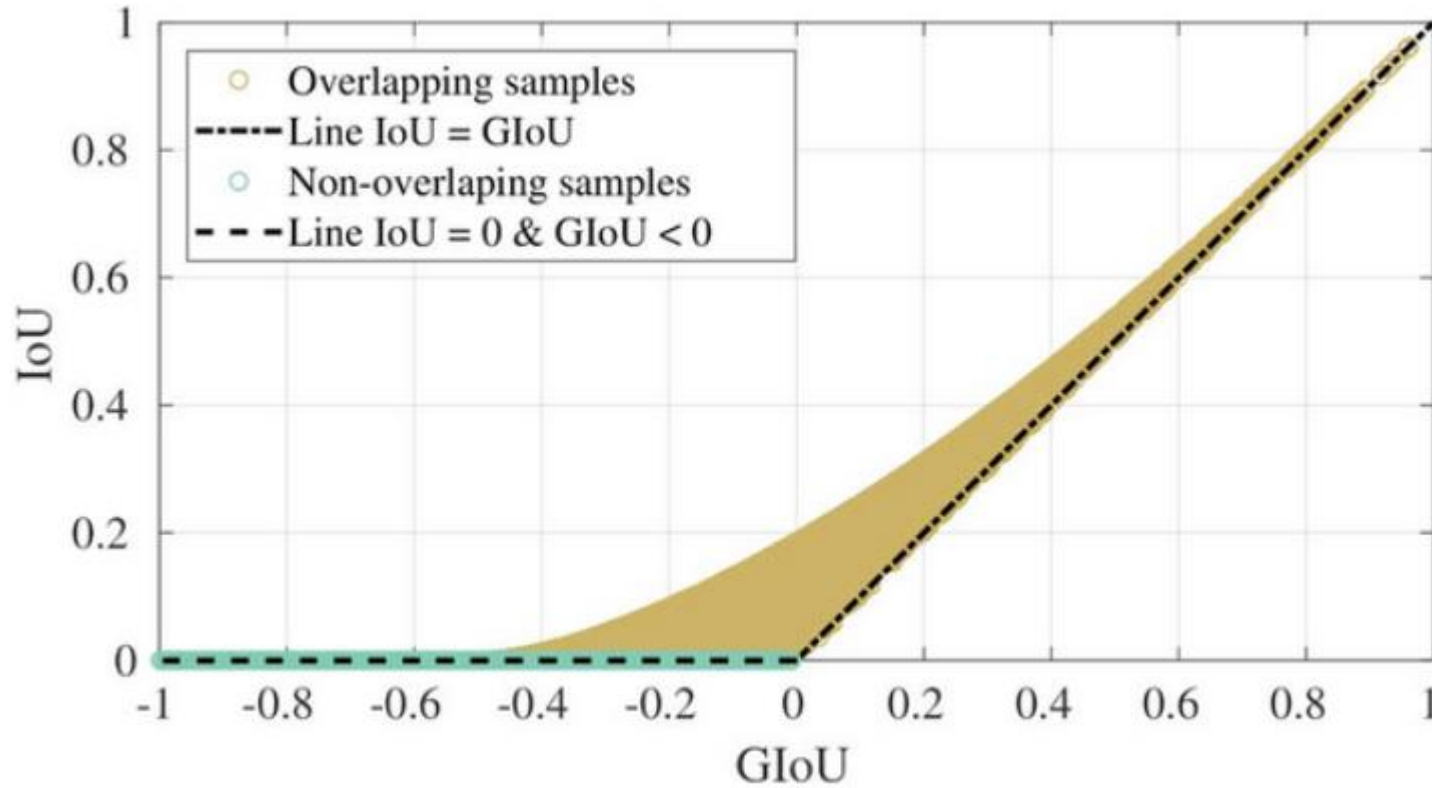 Overlapping samples
Line IoU = GIoU
Non-overlaping samples
Line IoU = 0 & GIoU < 0
1
0.8
0.6
0.4
0.2
0
IoU
-1 -0.8 -0.6 -0.4 -0.2 0 0.2 0.4 0.6 0.8 1
GIoU